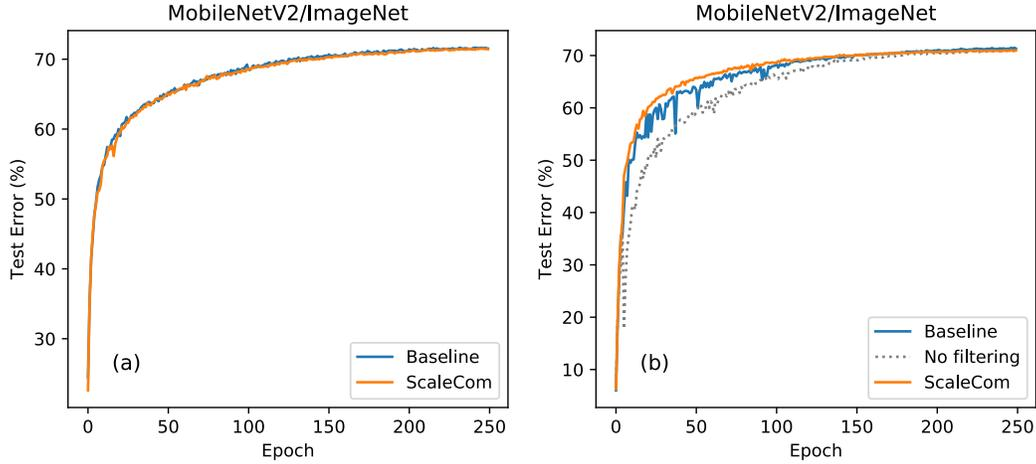 MobileNetV2/ImageNet
70
60
50
40
30
Test Error (%)
0 50 100 150 200 250
Epoch
(a)
Baseline
ScaleCom
MobileNetV2/ImageNet
70
60
50
40
30
20
10
Test Error (%)
0 50 100 150 200 250
Epoch
(b)
Baseline
No filtering
ScaleCom